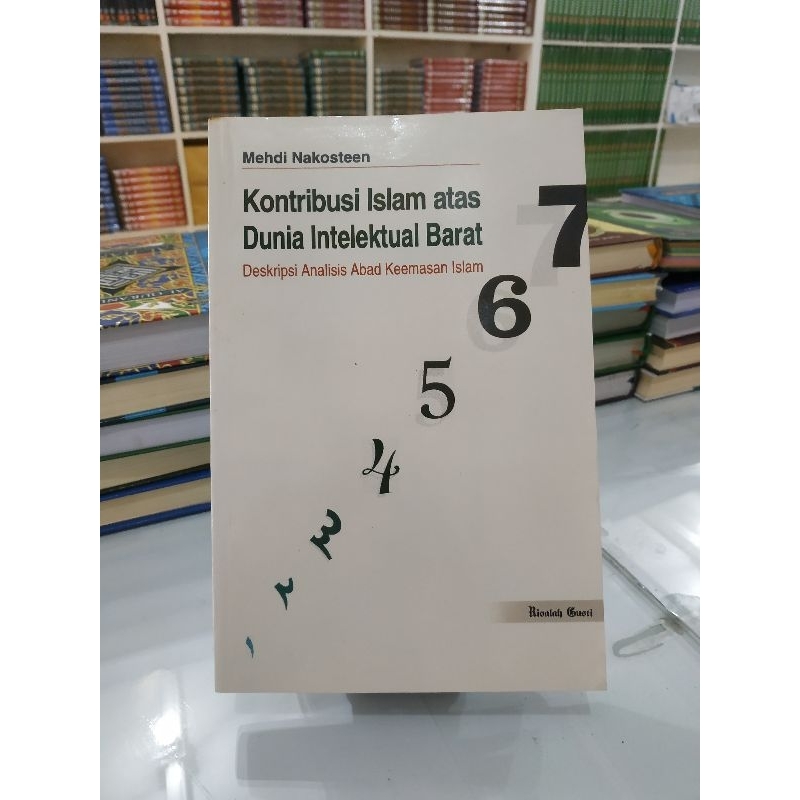 Mehdi Nakosteen
Kontribusi Islam atas
Dunia Intelektual Barat
Deskripsi Analisis Abad Keemasan Islam
7
6
5
4
٣
٢
١
Risalah Gusti